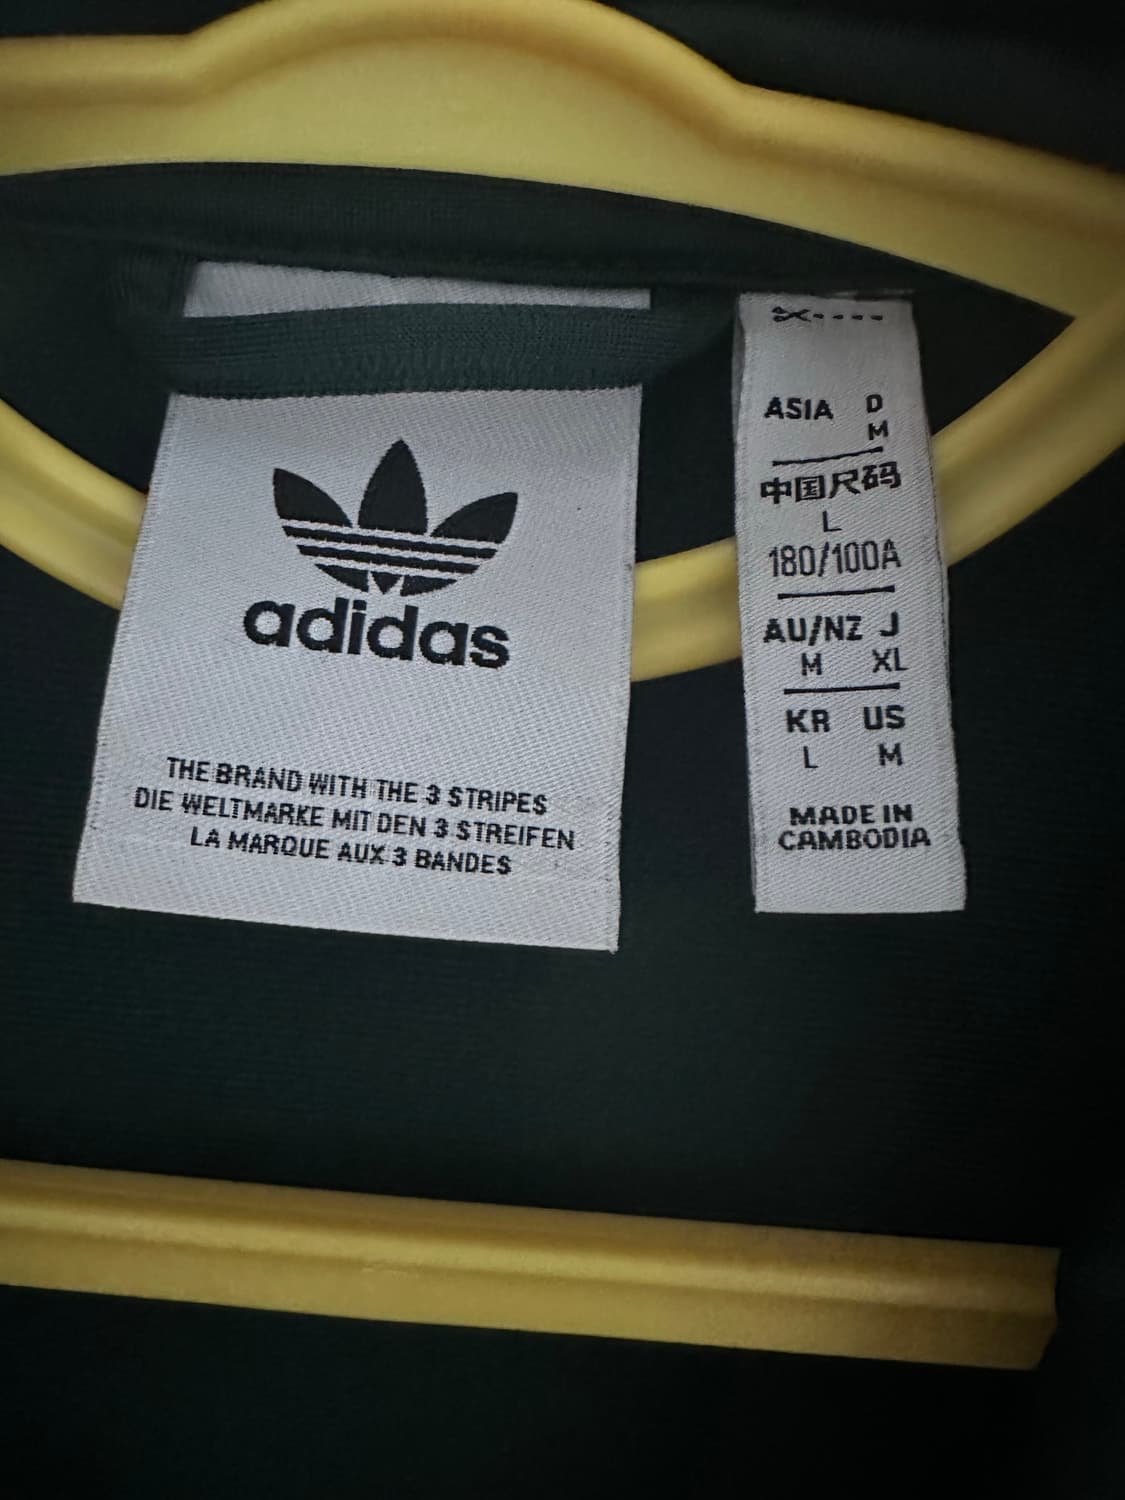 adidas
THE BRAND WITH THE 3 STRIPES
DIE WELTMARKE MIT DEN 3 STREIFEN
LA MARQUE AUX 3 BANDES
ASIA D
M
中国尺码
L
180/100A
AU/NZ J
M XL
KR US
L M
MADE IN
CAMBODIA